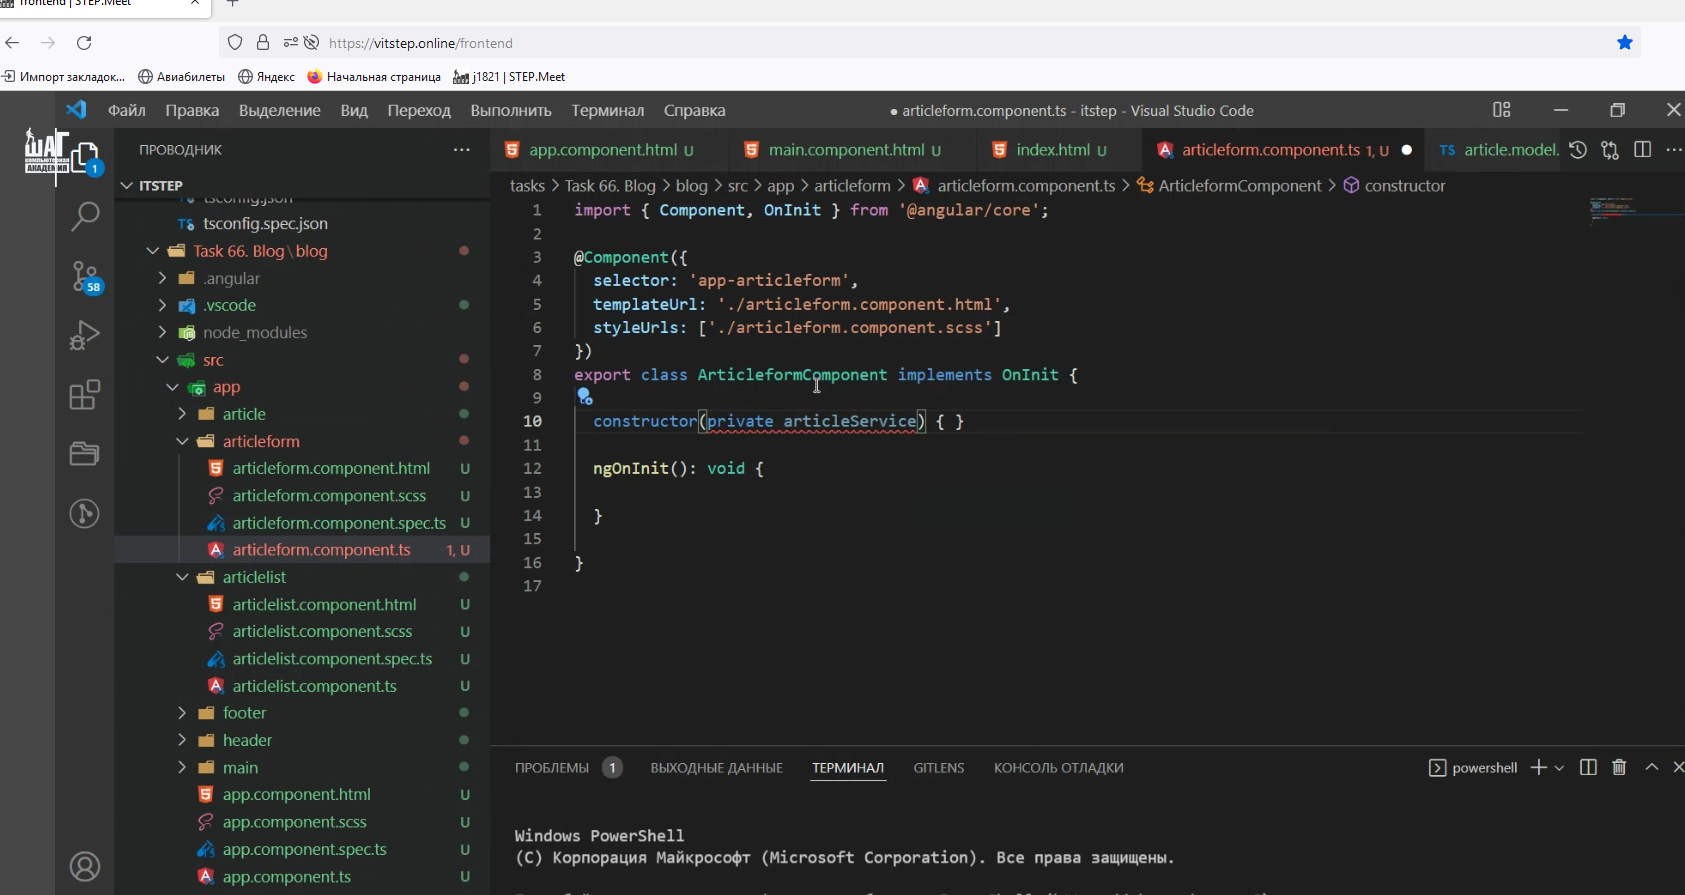 frontend | STEP.Meet
https://vitstep.online/frontend
Импорт закладок... Авиабилеты Яндекс Начальная страница j1821 | STEP.Meet
Файл Правка Выделение Вид Переход Выполнить Терминал Справка
● articleform.component.ts - itstep - Visual Studio Code
ШАГ
КОМПЬЮТЕРНАЯ
АКАДЕМИЯ
1
58
ПРОВОДНИК
ITSTEP
tsconfig.json
tsconfig.spec.json
Task 66. Blog \ blog
.angular
.vscode
node_modules
src
app
article
articleform
articleform.component.html U
articleform.component.scss U
articleform.component.spec.ts U
articleform.component.ts 1, U
articlelist
articlelist.component.html U
articlelist.component.scss U
articlelist.component.spec.ts U
articlelist.component.ts U
footer
header
main
app.component.html U
app.component.scss U
app.component.spec.ts U
app.component.ts U
app.component.html U main.component.html U index.html U articleform.component.ts 1, U TS article.model.
tasks > Task 66. Blog > blog > src > app > articleform > articleform.component.ts > ArticleformComponent > constructor
1 import { Component, OnInit } from '@angular/core';
2
3 @Component({
4 selector: 'app-articleform',
5 templateUrl: './articleform.component.html',
6 styleUrls: ['./articleform.component.scss']
7 })
8 export class ArticleformComponent implements OnInit {
9
10 constructor(private articleService) { }
11
12 ngOnInit(): void {
13
14 }
15
16 }
17
ПРОБЛЕМЫ 1 ВЫХОДНЫЕ ДАННЫЕ ТЕРМИНАЛ GITLENS КОНСОЛЬ ОТЛАДКИ
powershell
Windows PowerShell
(C) Корпорация Майкрософт (Microsoft Corporation). Все права защищены.